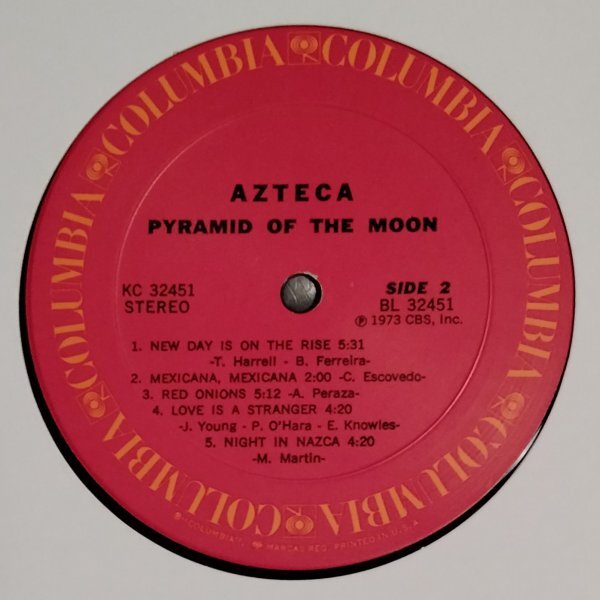 COLUMBIA COLUMBIA COLUMBIA COLUMBIA COLUMBIA COLUMBIA
AZTECA
PYRAMID OF THE MOON
KC 32451
STEREO
SIDE 2
BL 32451
℗ 1973 CBS, Inc.
1. NEW DAY IS ON THE RISE 5:31
-T. Harrell - B. Ferreira-
2. MEXICANA, MEXICANA 2:00 -C. Escovedo-
3. RED ONIONS 5:12 -A. Peraza-
4. LOVE IS A STRANGER 4:20
-J. Young - P. O'Hara - E. Knowles-
5. NIGHT IN NAZCA 4:20
-M. Martin-
® "COLUMBIA", MARCAS REG. PRINTED IN U.S.A.